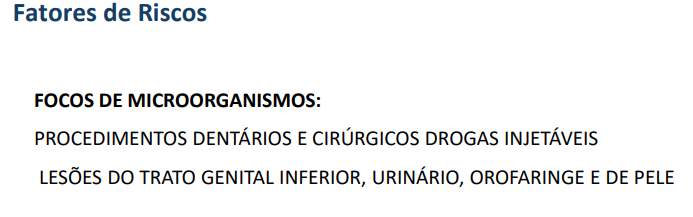 Fatores de Riscos
FOCOS DE MICROORGANISMOS:
PROCEDIMENTOS DENTÁRIOS E CIRÚRGICOS DROGAS INJETÁVEIS
LESÕES DO TRATO GENITAL INFERIOR, URINÁRIO, OROFARINGE E DE PELE